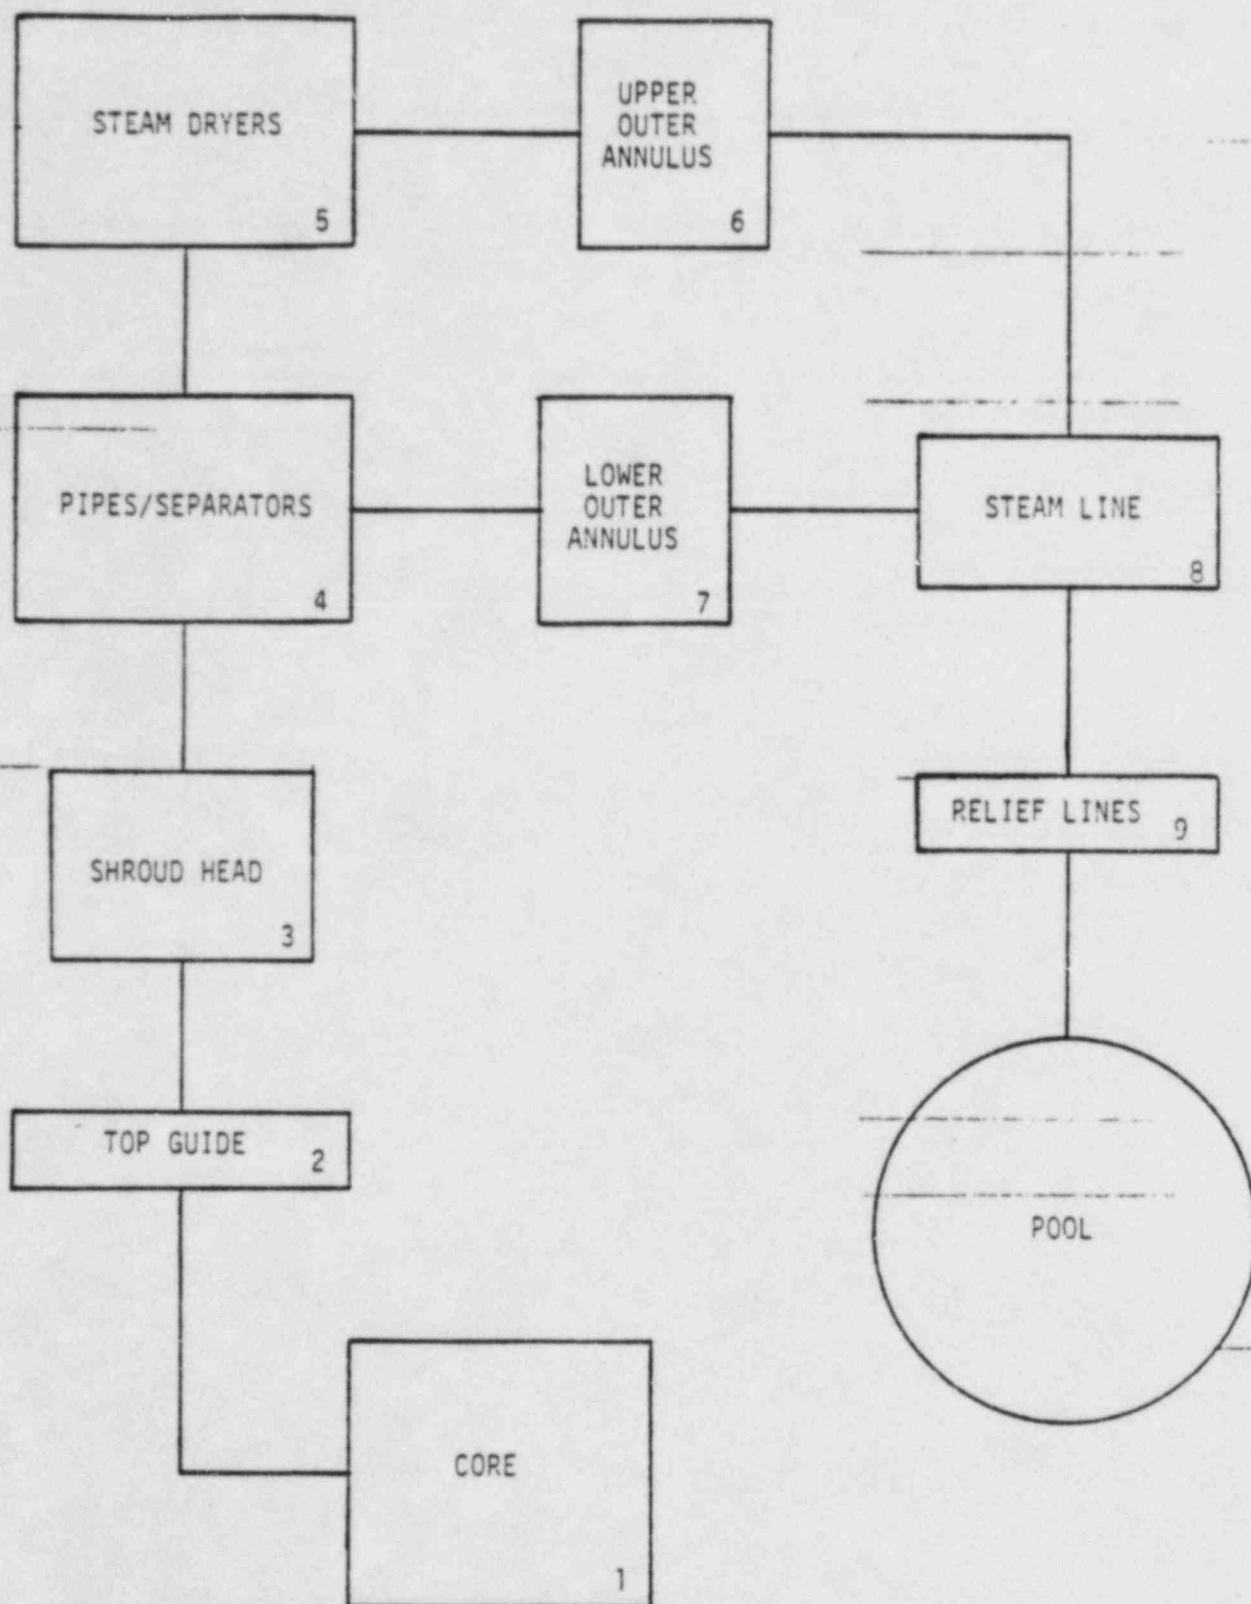 STEAM DRYERS
5
UPPER
OUTER
ANNULUS
6
PIPES/SEPARATORS
4
LOWER
OUTER
ANNULUS
7
STEAM LINE
8
RELIEF LINES
9
SHROUD HEAD
3
TOP GUIDE
2
POOL
CORE
1